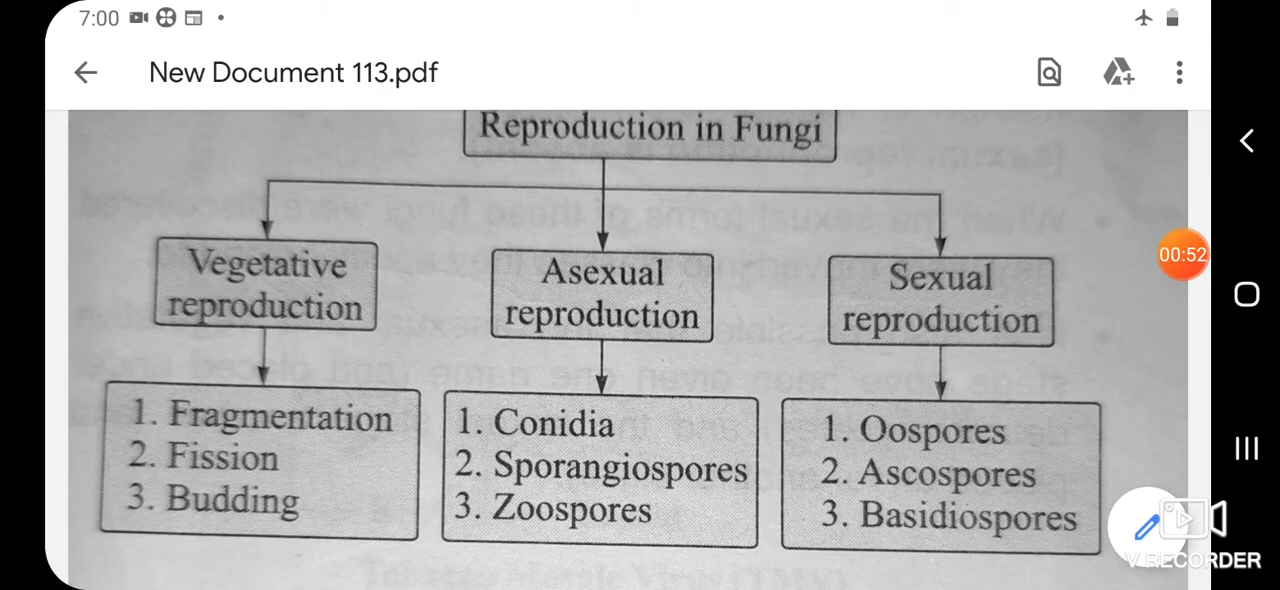 7:00
New Document 113.pdf
Reproduction in Fungi
Vegetative
reproduction
Asexual
reproduction
Sexual
reproduction
1. Fragmentation
2. Fission
3. Budding
1. Conidia
2. Sporangiospores
3. Zoospores
1. Oospores
2. Ascospores
3. Basidiospores
00:52
V RECORDER